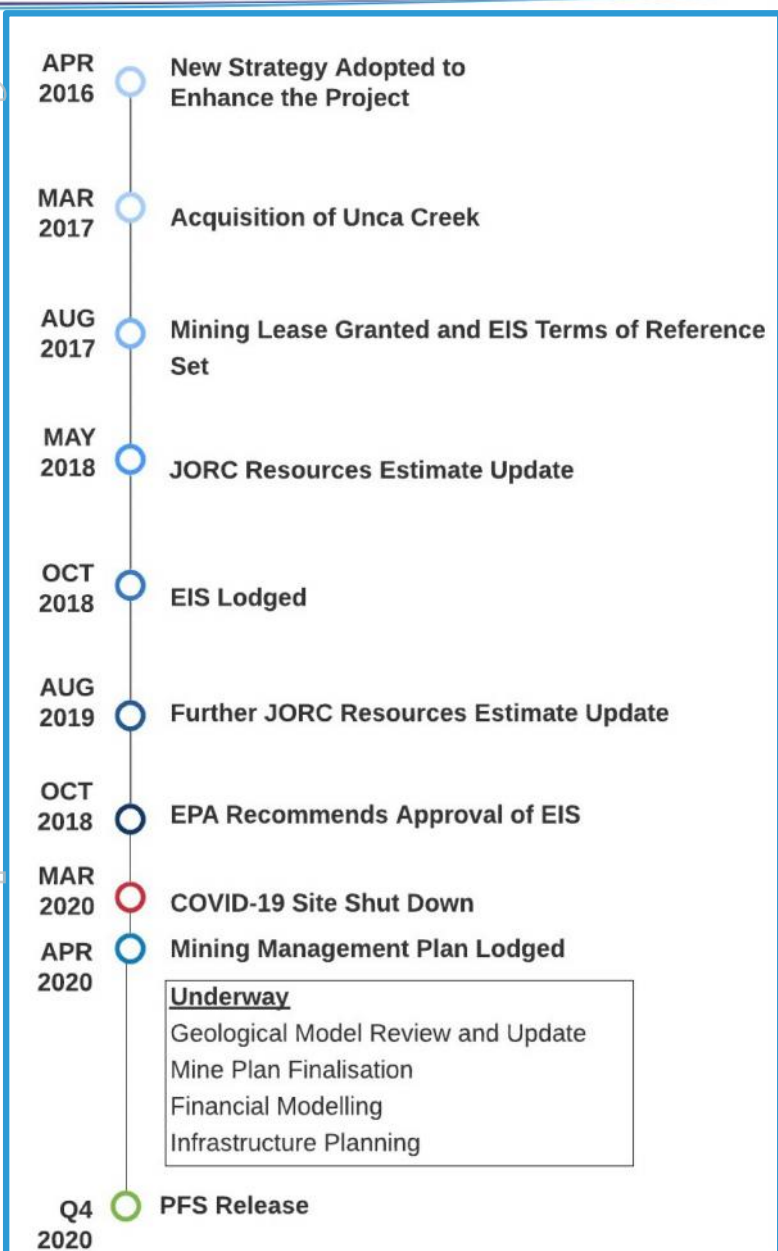 APR
2016
New Strategy Adopted to
Enhance the Project
MAR
2017
Acquisition of Unca Creek
AUG
2017
Mining Lease Granted and EIS Terms of Reference
Set
MAY
2018
JORC Resources Estimate Update
OCT
2018
EIS Lodged
AUG
2019
Further JORC Resources Estimate Update
OCT
2018
EPA Recommends Approval of EIS
MAR
2020
COVID-19 Site Shut Down
APR
2020
Mining Management Plan Lodged
Underway
Geological Model Review and Update
Mine Plan Finalisation
Financial Modelling
Infrastructure Planning
Q4
2020
PFS Release